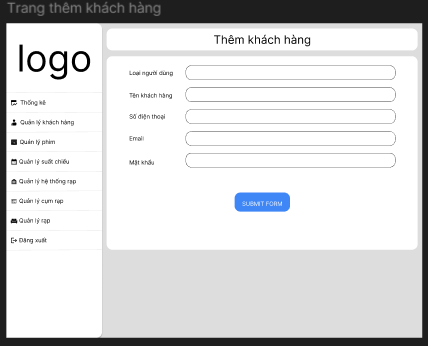 Trang thêm khách hàng
logo
Thêm khách hàng
Thống kê
Quản lý khách hàng
Quản lý phim
Quản lý suất chiếu
Quản lý hệ thống rạp
Quản lý cụm rạp
Quản lý rạp
Đăng xuất
Loại người dùng
Tên khách hàng
Số điện thoại
Email
Mật khẩu
SUBMIT FORM